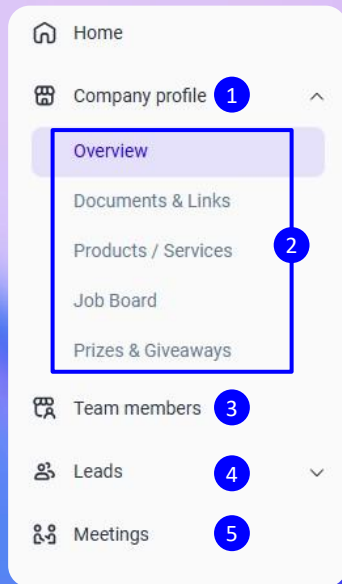 Home
Company profile 1
Overview
Documents & Links
Products / Services
2
Job Board
Prizes & Giveaways
Team members 3
Leads 4
Meetings 5